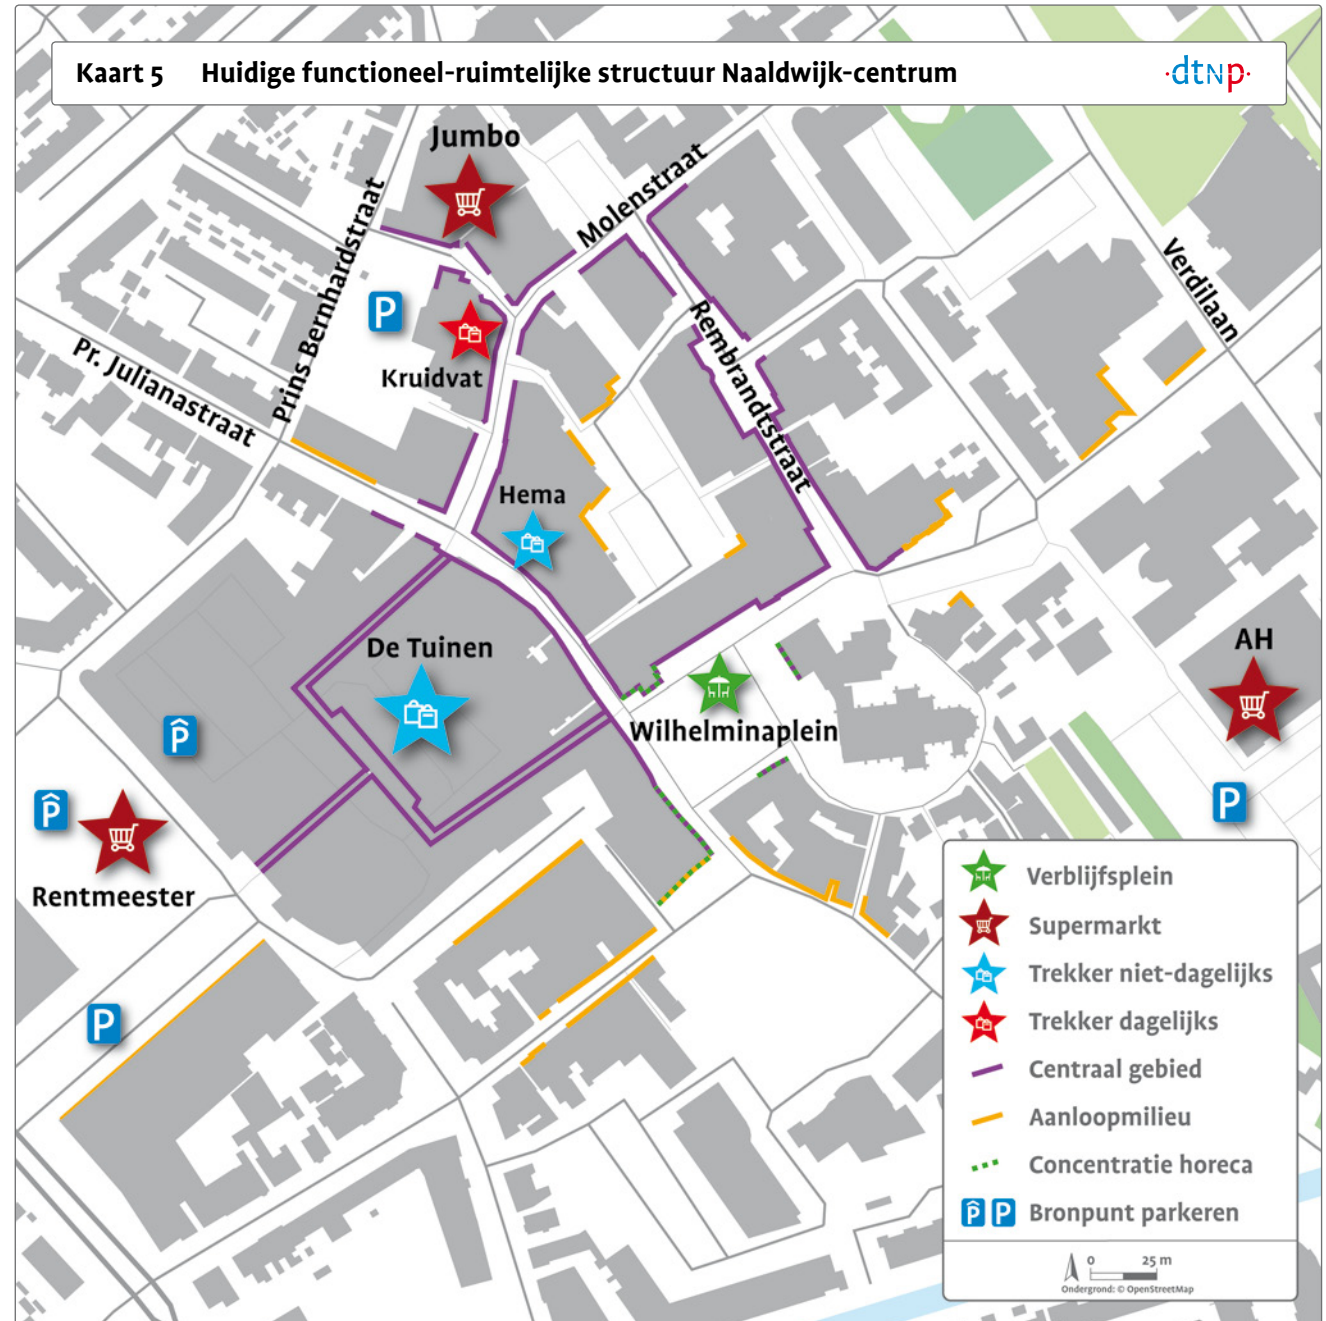 Kaart 5 Huidige functioneel-ruimtelijke structuur Naaldwijk-centrum
·dtnp·
Jumbo
Molenstraat
Prins Bernhardstraat
Verdilaan
P
Rembrandtstraat
Pr. Julianastraat
Kruidvat
Hema
De Tuinen
AH
Wilhelminaplein
P
P
P
Rentmeester
P
Verblijfsplein
Supermarkt
Trekker niet-dagelijks
Trekker dagelijks
Centraal gebied
Aanloopmilieu
Concentratie horeca
P P Bronpunt parkeren
0 25 m
Ondergrond: © OpenStreetMap